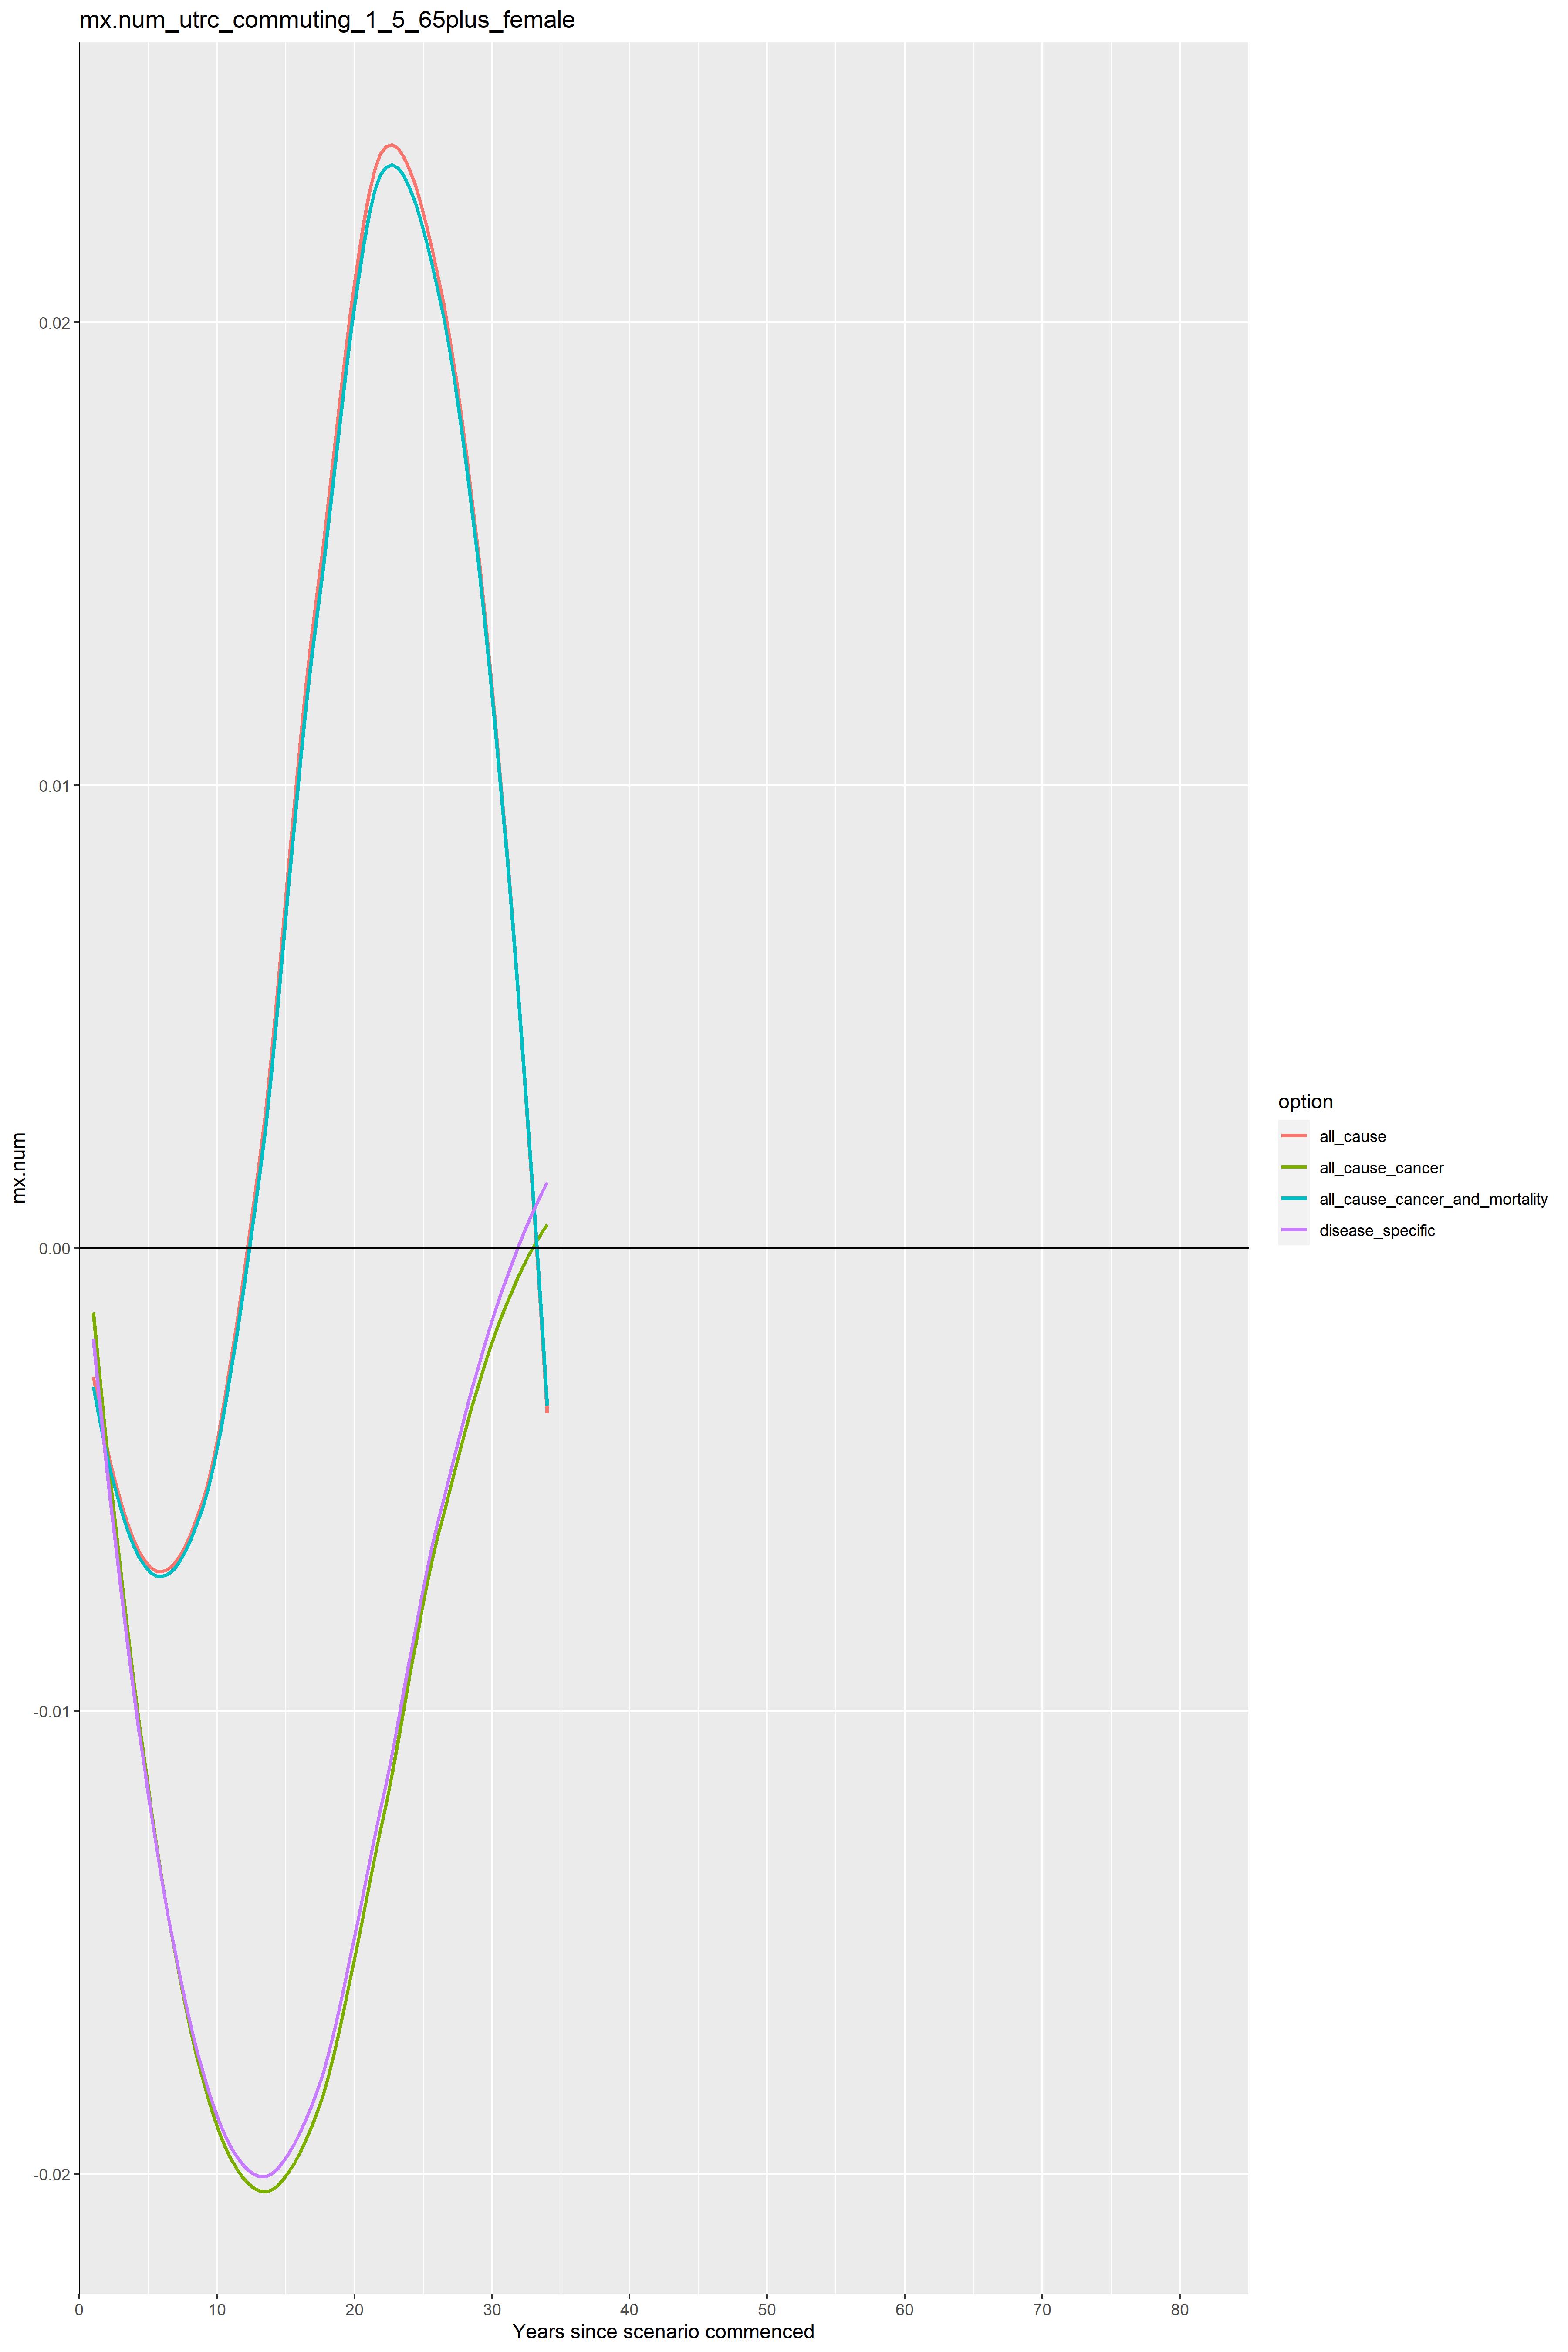 mx.num_utrc_commuting_1_5_65plus_female
mx.num
0.02
0.01
0.00
-0.01
-0.02
0 10 20 30 40 50 60 70 80
Years since scenario commenced
option
all_cause
all_cause_cancer
all_cause_cancer_and_mortality
disease_specific